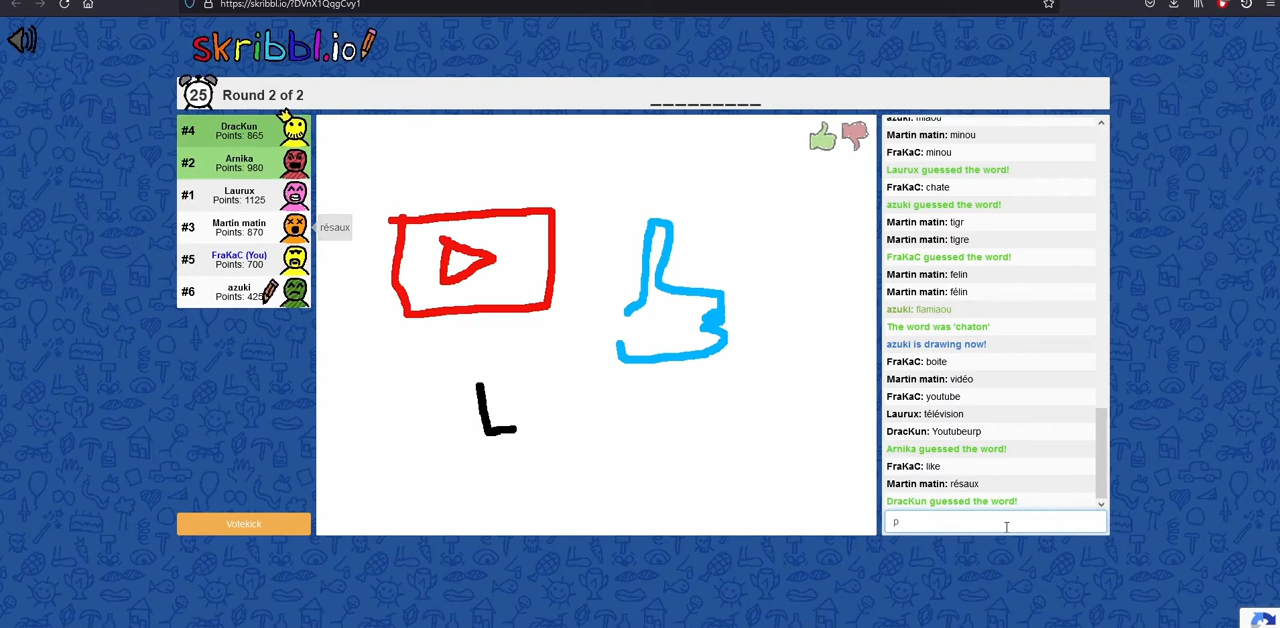 https://skribbl.io/?DVnX1QqgCvy1
skribbl.io
25
Round 2 of 2
_________
#4 DracKun
Points: 865
#2 Arnika
Points: 980
#1 Laurux
Points: 1125
#3 Martin matin
Points: 870
résaux
#5 FraKaC (You)
Points: 700
#6 azuki
Points: 425
Votekick
L
azuki: miaou
Martin matin: minou
FraKaC: minou
Laurux guessed the word!
FraKaC: chate
azuki guessed the word!
Martin matin: tigr
Martin matin: tigre
FraKaC guessed the word!
Martin matin: felin
Martin matin: félin
azuki: flamiaou
The word was 'chaton'
azuki is drawing now!
FraKaC: boite
Martin matin: vidéo
FraKaC: youtube
Laurux: télévision
DracKun: Youtubeurp
Arnika guessed the word!
FraKaC: like
Martin matin: résaux
DracKun guessed the word!
p